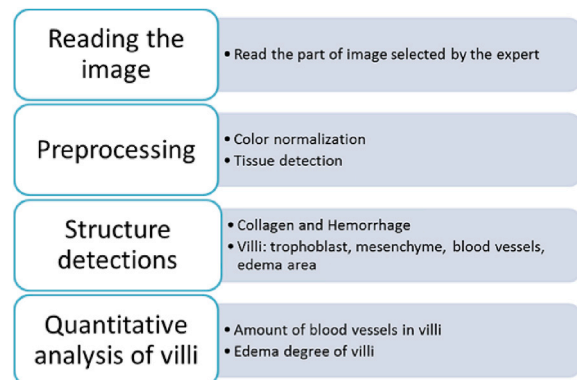 Reading the
image
• Read the part of image selected by the expert
Preprocessing
• Color normalization
• Tissue detection
Structure
detections
• Collagen and Hemorrhage
• Villi: trophoblast, mesenchyme, blood vessels,
edema area
Quantitative
analysis of villi
• Amount of blood vessels in villi
• Edema degree of villi